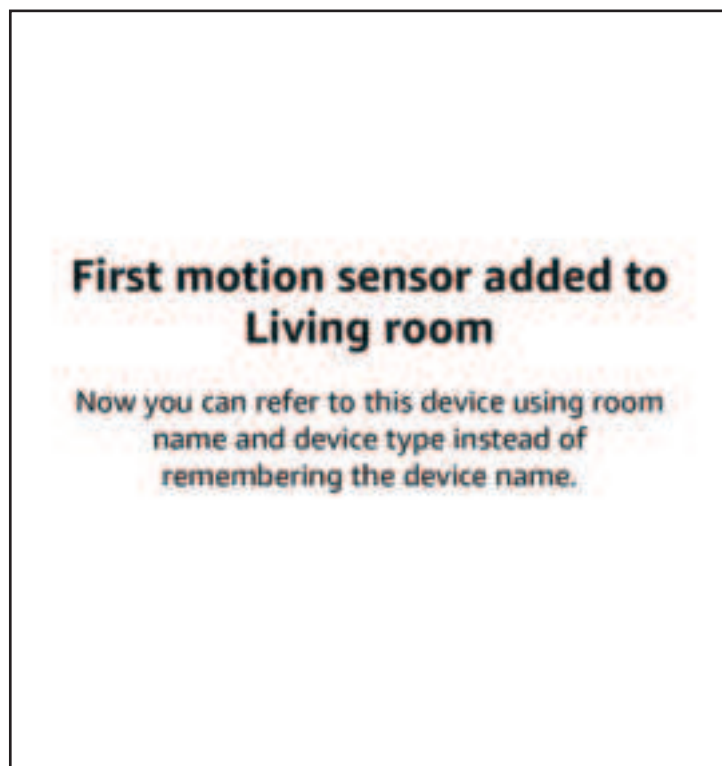 First motion sensor added to
Living room
Now you can refer to this device using room
name and device type instead of
remembering the device name.